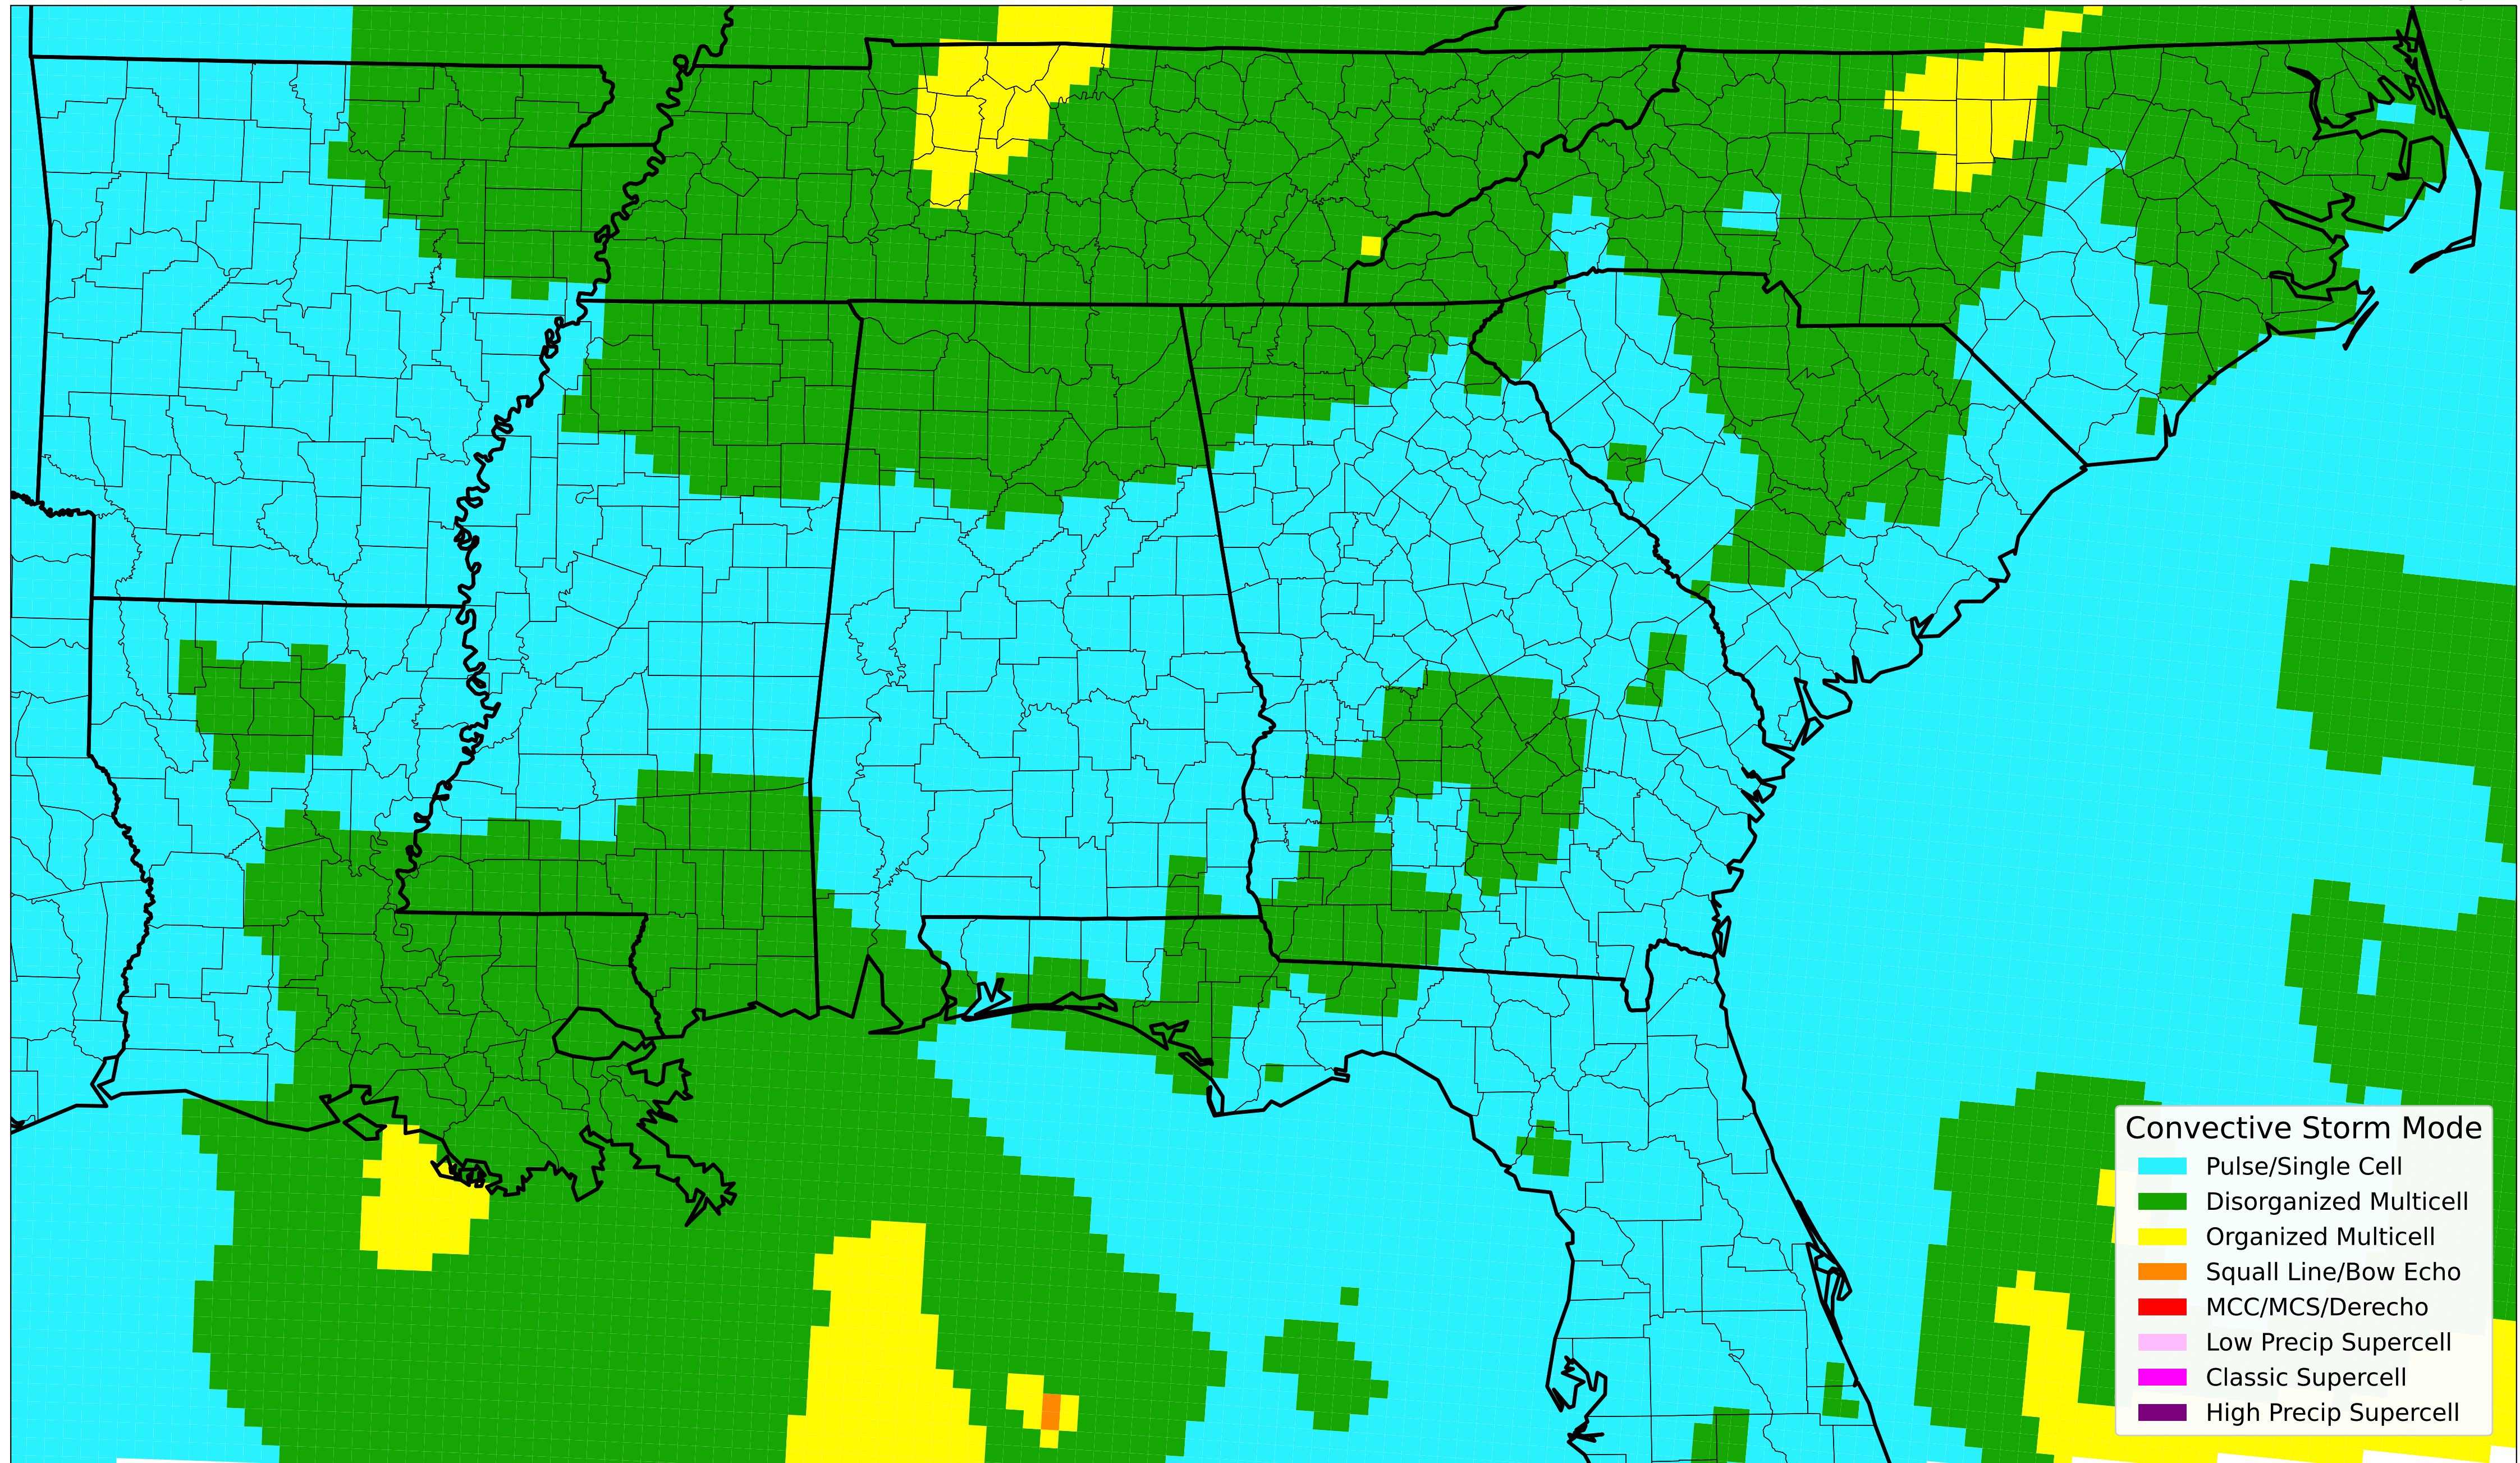 Convective Storm Mode
Pulse/Single Cell
Disorganized Multicell
Organized Multicell
Squall Line/Bow Echo
MCC/MCS/Derecho
Low Precip Supercell
Classic Supercell
High Precip Supercell